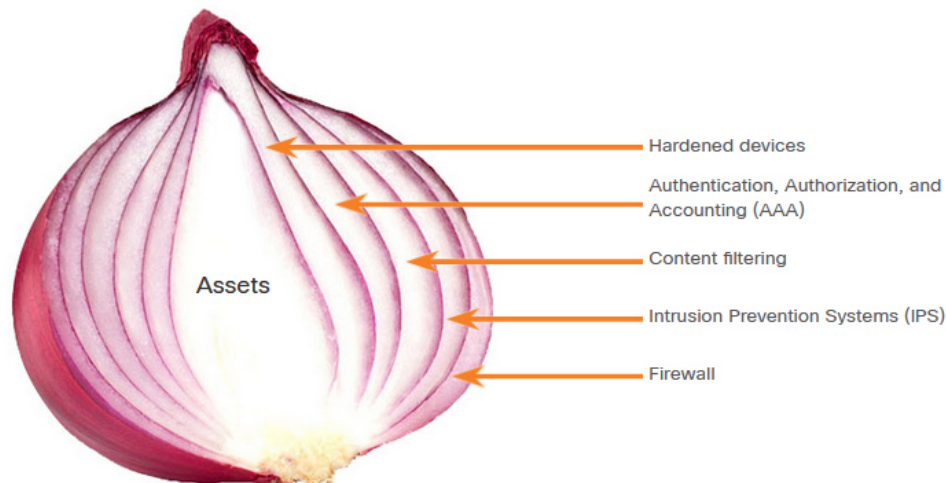 Hardened devices
Authentication, Authorization, and
Accounting (AAA)
Content filtering
Assets
Intrusion Prevention Systems (IPS)
Firewall